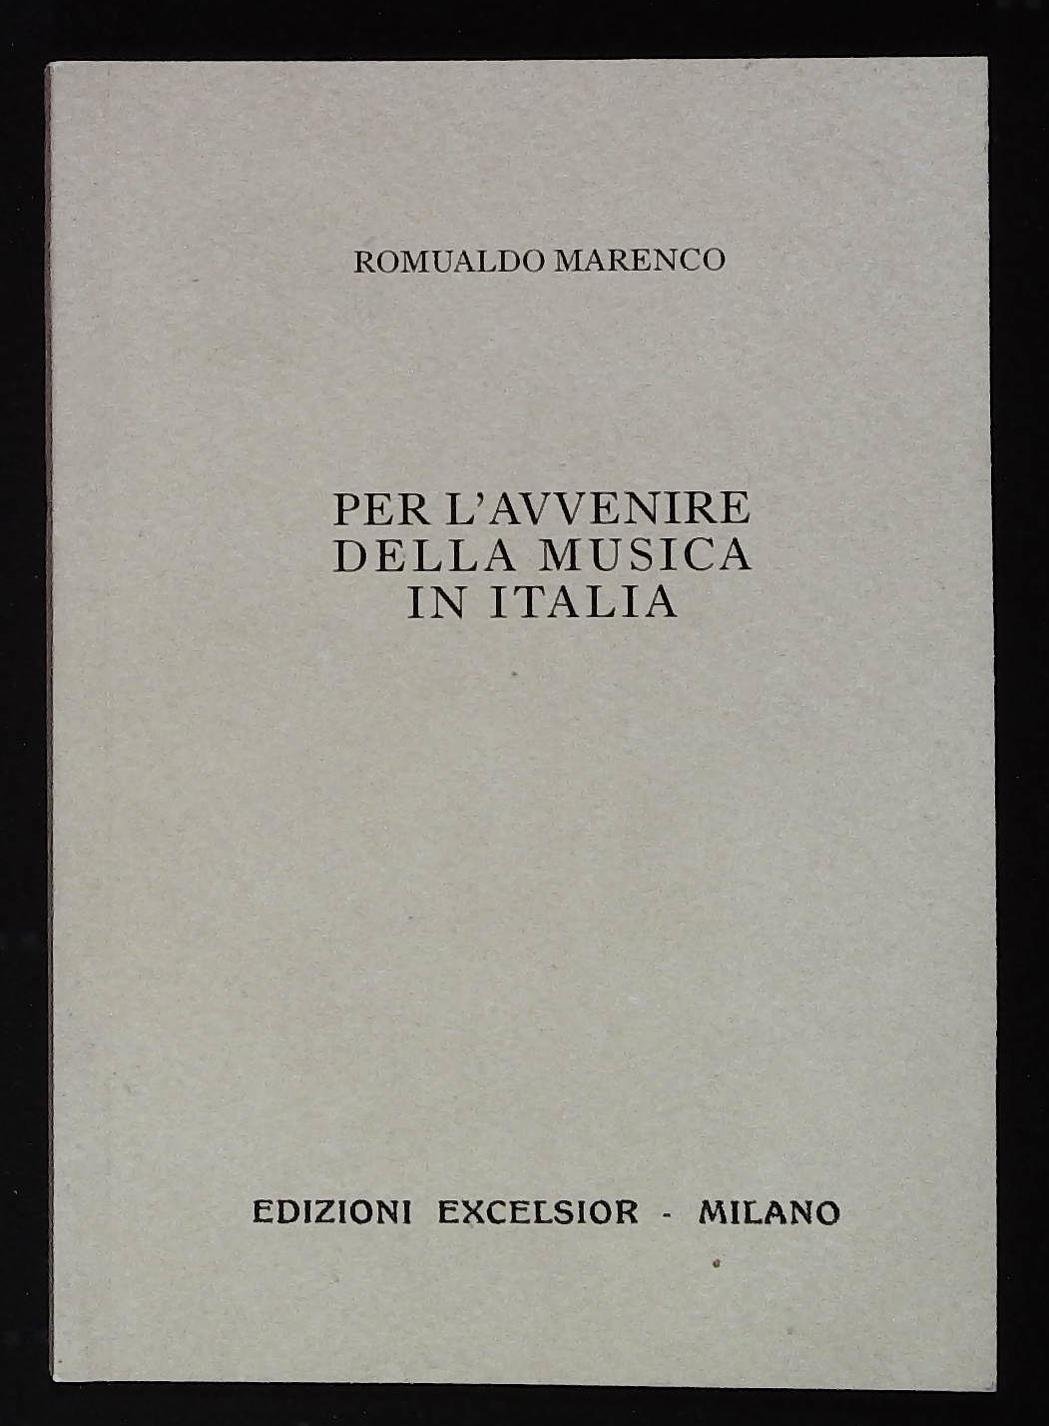 ROMUALDO MARENCO
PER L'AVVENIRE
DELLA MUSICA
IN ITALIA
EDIZIONI EXCELSIOR - MILANO